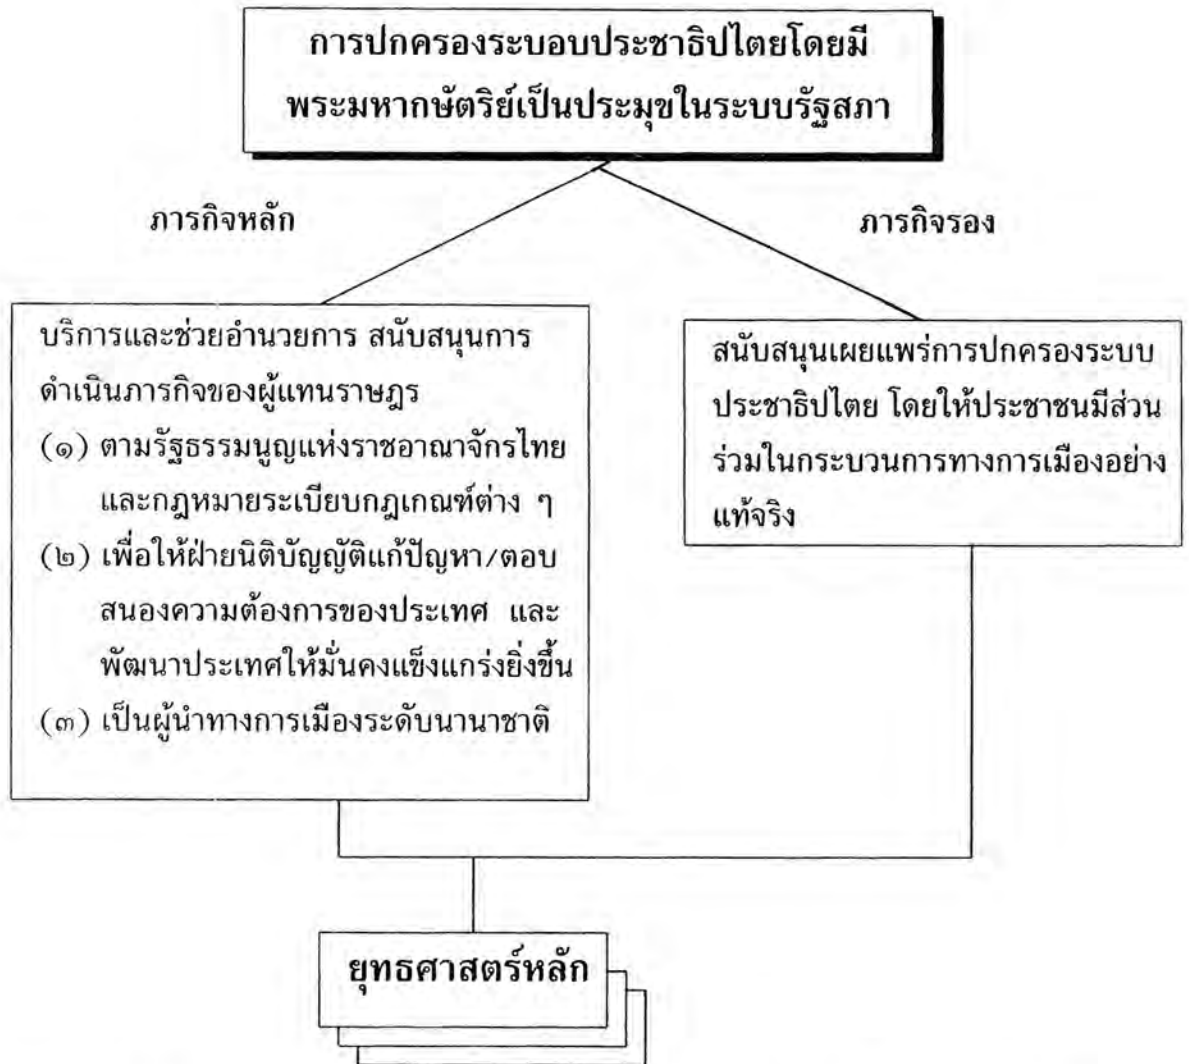 การปกครองระบอบประชาธิปไตยโดยมี
พระมหากษัตริย์เป็นประมุขในระบบรัฐสภา
ภารกิจหลัก
ภารกิจรอง
บริการและช่วยอำนวยการ สนับสนุนการ
ดำเนินภารกิจของผู้แทนราษฎร
(๑) ตามรัฐธรรมนูญแห่งราชอาณาจักรไทย
และกฎหมายระเบียบกฎเกณฑ์ต่าง ๆ
(๒) เพื่อให้ฝ่ายนิติบัญญัติแก้ปัญหา/ตอบ
สนองความต้องการของประเทศ และ
พัฒนาประเทศให้มั่นคงแข็งแกร่งยิ่งขึ้น
(๓) เป็นผู้นำทางการเมืองระดับนานาชาติ
สนับสนุนเผยแพร่การปกครองระบบ
ประชาธิปไตย โดยให้ประชาชนมีส่วน
ร่วมในกระบวนการทางการเมืองอย่าง
แท้จริง
ยุทธศาสตร์หลัก